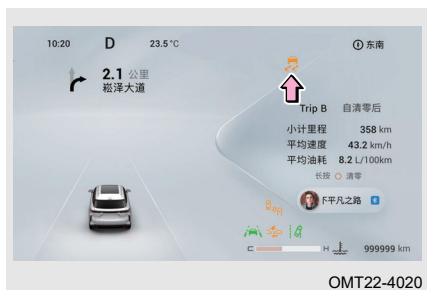 10:20 D 23.5°C 东南
2.1 公里
崧泽大道
Trip B 自清零后
小计里程 358 km
平均速度 43.2 km/h
平均油耗 8.2 L/100km
长按 清零
平凡之路
OFF
C H 999999 km
OMT22-4020